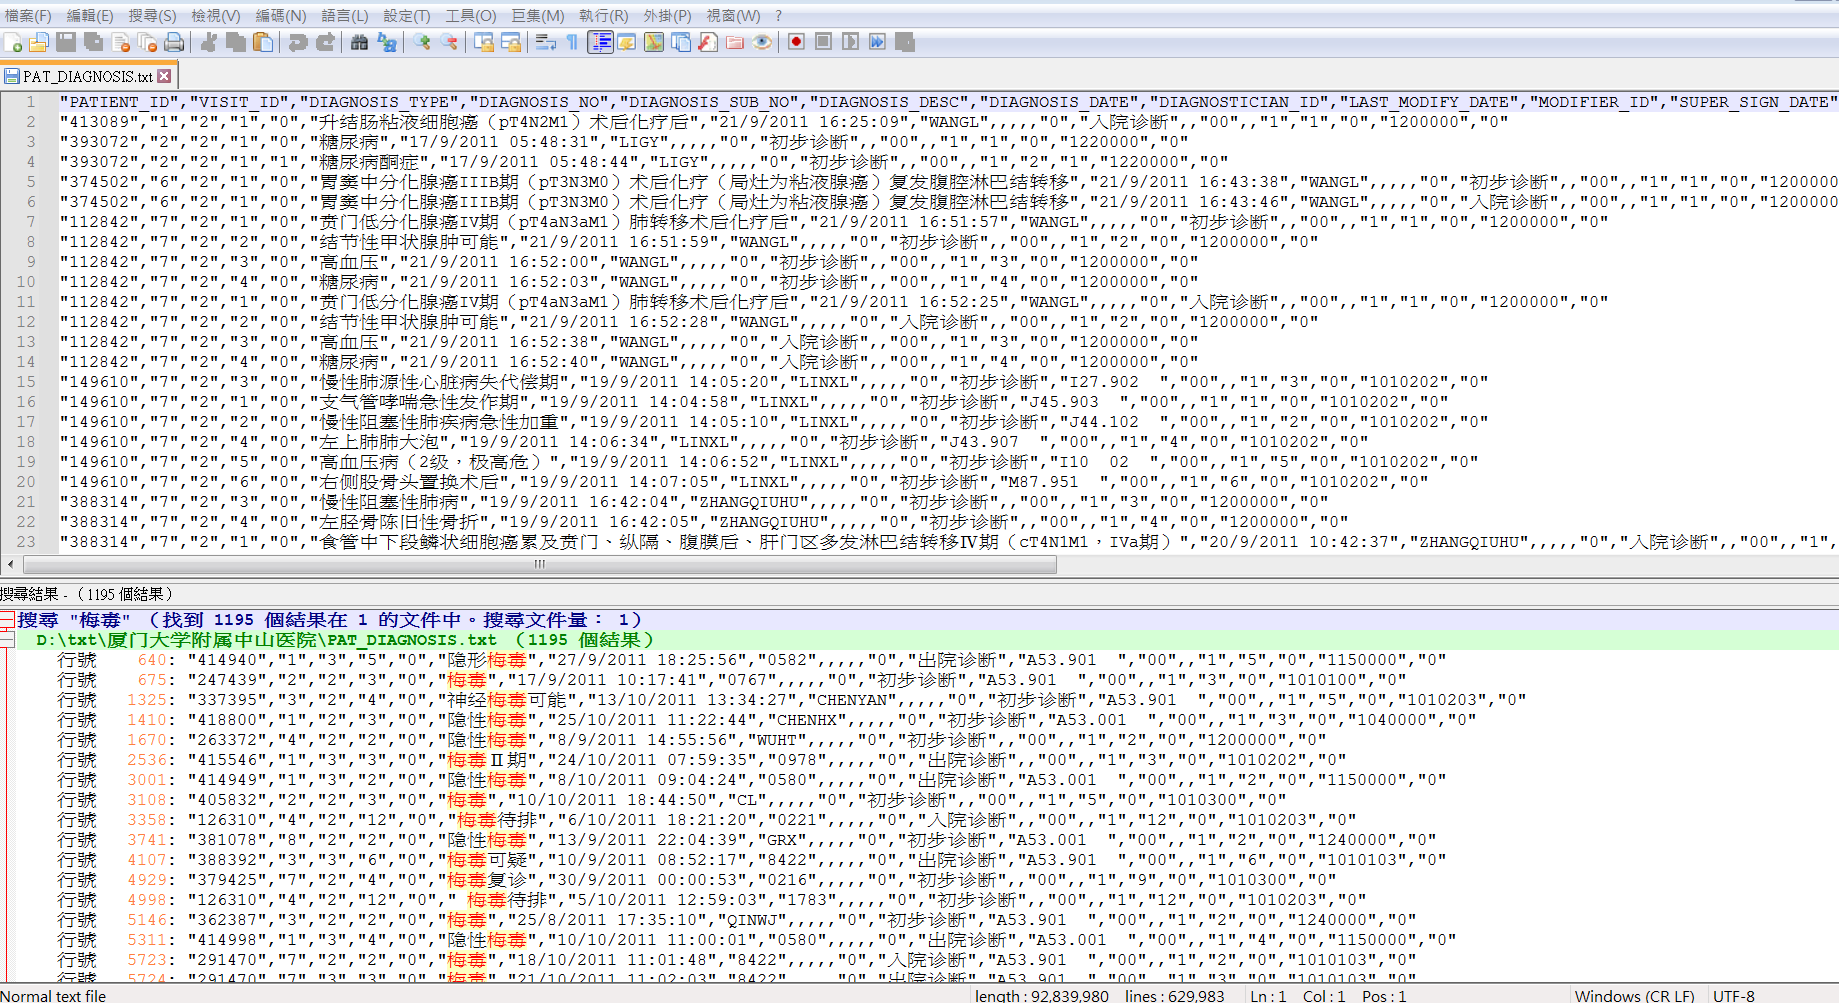 檔案(F) 編輯(E) 搜尋(S) 檢視(V) 編碼(N) 語言(L) 設定(T) 工具(O) 巨集(M) 執行(R) 外掛(P) 視窗(W) ?
PAT_DIAGNOSIS.txt
1 "PATIENT_ID","VISIT_ID","DIAGNOSIS_TYPE","DIAGNOSIS_NO","DIAGNOSIS_SUB_NO","DIAGNOSIS_DESC","DIAGNOSIS_DATE","DIAGNOSTICIAN_ID","LAST_MODIFY_DATE","MODIFIER_ID","SUPER_SIGN_DATE"
2 "413089","1","2","1","0","升结肠粘液细胞癌（pT4N2M1）术后化疗后","21/9/2011 16:25:09","WANGL",,,,,"0","入院诊断",,"00",,"1","1","0","1200000","0"
3 "393072","2","2","1","0","糖尿病","17/9/2011 05:48:31","LIGY",,,,,"0","初步诊断",,"00",,"1","1","0","1220000","0"
4 "393072","2","2","1","1","糖尿病酮症","17/9/2011 05:48:44","LIGY",,,,,"0","初步诊断",,"00",,"1","2","1","1220000","0"
5 "374502","6","2","1","0","胃窦中分化腺癌IIIB期（pT3N3M0）术后化疗（局灶为粘液腺癌）复发腹腔淋巴结转移","21/9/2011 16:43:38","WANGL",,,,,"0","初步诊断",,"00",,"1","1","0","1200000
6 "374502","6","2","1","0","胃窦中分化腺癌IIIB期（pT3N3M0）术后化疗（局灶为粘液腺癌）复发腹腔淋巴结转移","21/9/2011 16:43:46","WANGL",,,,,"0","入院诊断",,"00",,"1","1","0","1200000
7 "112842","7","2","1","0","贲门低分化腺癌IV期（pT4aN3aM1）肺转移术后化疗后","21/9/2011 16:51:57","WANGL",,,,,"0","初步诊断",,"00",,"1","1","0","1200000","0"
8 "112842","7","2","2","0","结节性甲状腺肿可能","21/9/2011 16:51:59","WANGL",,,,,"0","初步诊断",,"00",,"1","2","0","1200000","0"
9 "112842","7","2","3","0","高血压","21/9/2011 16:52:00","WANGL",,,,,"0","初步诊断",,"00",,"1","3","0","1200000","0"
10 "112842","7","2","4","0","糖尿病","21/9/2011 16:52:03","WANGL",,,,,"0","初步诊断",,"00",,"1","4","0","1200000","0"
11 "112842","7","2","1","0","贲门低分化腺癌IV期（pT4aN3aM1）肺转移术后化疗后","21/9/2011 16:52:25","WANGL",,,,,"0","入院诊断",,"00",,"1","1","0","1200000","0"
12 "112842","7","2","2","0","结节性甲状腺肿可能","21/9/2011 16:52:28","WANGL",,,,,"0","入院诊断",,"00",,"1","2","0","1200000","0"
13 "112842","7","2","3","0","高血压","21/9/2011 16:52:38","WANGL",,,,,"0","入院诊断",,"00",,"1","3","0","1200000","0"
14 "112842","7","2","4","0","糖尿病","21/9/2011 16:52:40","WANGL",,,,,"0","入院诊断",,"00",,"1","4","0","1200000","0"
15 "149610","7","2","3","0","慢性肺源性心脏病失代偿期","19/9/2011 14:05:20","LINXL",,,,,"0","初步诊断","I27.902  ","00",,"1","3","0","1010202","0"
16 "149610","7","2","1","0","支气管哮喘急性发作期","19/9/2011 14:04:58","LINXL",,,,,"0","初步诊断","J45.903  ","00",,"1","1","0","1010202","0"
17 "149610","7","2","2","0","慢性阻塞性肺疾病急性加重","19/9/2011 14:05:10","LINXL",,,,,"0","初步诊断","J44.102  ","00",,"1","2","0","1010202","0"
18 "149610","7","2","4","0","左上肺肺大泡","19/9/2011 14:06:34","LINXL",,,,,"0","初步诊断","J43.907  ","00",,"1","4","0","1010202","0"
19 "149610","7","2","5","0","高血压病（2级，极高危）","19/9/2011 14:06:52","LINXL",,,,,"0","初步诊断","I10  02  ","00",,"1","5","0","1010202","0"
20 "149610","7","2","6","0","右侧股骨头置换术后","19/9/2011 14:07:05","LINXL",,,,,"0","初步诊断","M87.951  ","00",,"1","6","0","1010202","0"
21 "388314","7","2","3","0","慢性阻塞性肺病","19/9/2011 16:42:04","ZHANGQIUHU",,,,,"0","初步诊断",,"00",,"1","3","0","1200000","0"
22 "388314","7","2","4","0","左胫骨陈旧性骨折","19/9/2011 16:42:05","ZHANGQIUHU",,,,,"0","初步诊断",,"00",,"1","4","0","1200000","0"
23 "388314","7","2","1","0","食管中下段鳞状细胞癌累及贲门、纵隔、腹膜后、肝门区多发淋巴结转移Ⅳ期（cT4N1M1，IVa期）","20/9/2011 10:42:37","ZHANGQIUHU",,,,,"0","入院诊断",,"00",,"1",
搜尋結果 - （1195 個結果）
搜尋 "梅毒" （找到 1195 個結果在 1 的文件中。搜尋文件量： 1）
D:\txt\厦门大学附属中山医院\PAT_DIAGNOSIS.txt （1195 個結果）
行號 640: "414940","1","3","5","0","隐形梅毒","27/9/2011 18:25:56","0582",,,,,"0","出院诊断","A53.901  ","00",,"1","5","0","1150000","0"
行號 675: "247439","2","2","3","0","梅毒","17/9/2011 10:17:41","0767",,,,,"0","初步诊断","A53.901  ","00",,"1","3","0","1010100","0"
行號 1325: "337395","3","2","4","0","神经梅毒可能","13/10/2011 13:34:27","CHENYAN",,,,,"0","初步诊断","A53.901  ","00",,"1","5","0","1010203","0"
行號 1410: "418800","1","2","3","0","隐性梅毒","25/10/2011 11:22:44","CHENHX",,,,,"0","初步诊断","A53.001  ","00",,"1","3","0","1040000","0"
行號 1670: "263372","4","2","2","0","隐性梅毒","8/9/2011 14:55:56","WUHT",,,,,"0","初步诊断",,"00",,"1","2","0","1200000","0"
行號 2536: "415546","1","3","3","0","梅毒Ⅱ期","24/10/2011 07:59:35","0978",,,,,"0","出院诊断",,"00",,"1","3","0","1010202","0"
行號 3001: "414949","1","3","2","0","隐性梅毒","8/10/2011 09:04:24","0580",,,,,"0","出院诊断","A53.001  ","00",,"1","2","0","1150000","0"
行號 3108: "405832","2","2","3","0","梅毒","10/10/2011 18:44:50","CL",,,,,"0","初步诊断",,"00",,"1","5","0","1010300","0"
行號 3358: "126310","4","2","12","0","梅毒待排","6/10/2011 18:21:20","0221",,,,,"0","入院诊断",,"00",,"1","12","0","1010203","0"
行號 3741: "381078","8","2","2","0","隐性梅毒","13/9/2011 22:04:39","GRX",,,,,"0","初步诊断","A53.001  ","00",,"1","2","0","1240000","0"
行號 4107: "388392","3","3","6","0","梅毒可疑","10/9/2011 08:52:17","8422",,,,,"0","出院诊断","A53.901  ","00",,"1","6","0","1010103","0"
行號 4929: "379425","7","2","4","0","梅毒复诊","30/9/2011 00:00:53","0216",,,,,"0","初步诊断",,"00",,"1","9","0","1010300","0"
行號 4998: "126310","4","2","12","0"," 梅毒待排","5/10/2011 12:59:03","1783",,,,,"0","初步诊断",,"00",,"1","12","0","1010203","0"
行號 5146: "362387","3","2","2","0","梅毒","25/8/2011 17:35:10","QINWJ",,,,,"0","初步诊断","A53.901  ","00",,"1","2","0","1240000","0"
行號 5311: "414998","1","3","4","0","隐性梅毒","10/10/2011 11:00:01","0580",,,,,"0","出院诊断","A53.001  ","00",,"1","4","0","1150000","0"
行號 5723: "291470","7","2","2","0","梅毒","18/10/2011 11:01:48","8422",,,,,"0","入院诊断","A53.901  ","00",,"1","2","0","1010103","0"
行號 5724: "291470","7","3","3","0","梅毒","21/10/2011 11:02:03","8422",,,,,"0","出院诊断","A53.901  ","00",,"1","3","0","1010103","0"
Normal text file length : 92,839,980 lines : 629,983 Ln : 1 Col : 1 Pos : 1 Windows (CR LF) UTF-8